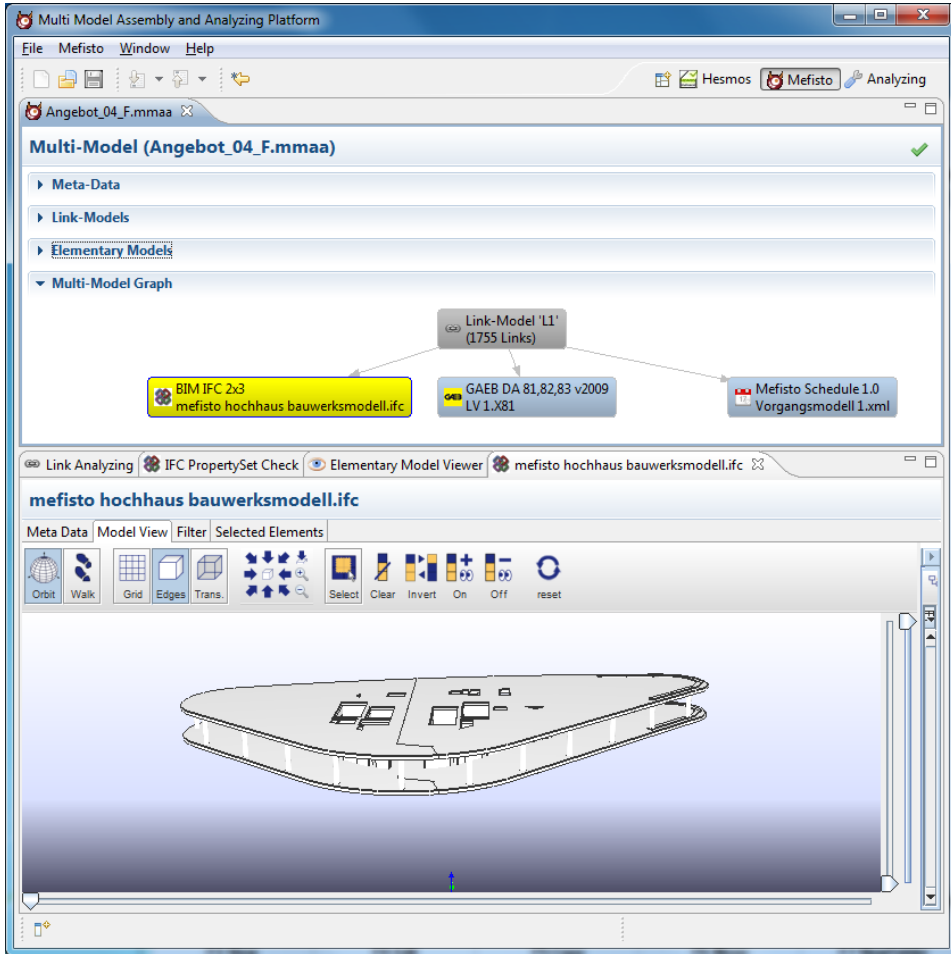 Multi Model Assembly and Analyzing Platform
File Mefisto Window Help
Hesmos Mefisto Analyzing
Angebot_04_F.mmaa
Multi-Model (Angebot_04_F.mmaa)
Meta-Data
Link-Models
Elementary Models
Multi-Model Graph
Link-Model 'L1'
(1755 Links)
BIM IFC 2x3
mefisto hochhaus bauwerksmodell.ifc
GAEB
GAEB DA 81,82,83 v2009
LV 1.X81
Mefisto Schedule 1.0
Vorgangsmodell 1.xml
Link Analyzing IFC PropertySet Check Elementary Model Viewer mefisto hochhaus bauwerksmodell.ifc
mefisto hochhaus bauwerksmodell.ifc
Meta Data Model View Filter Selected Elements
Orbit Walk Grid Edges Trans. Select Clear Invert On Off reset